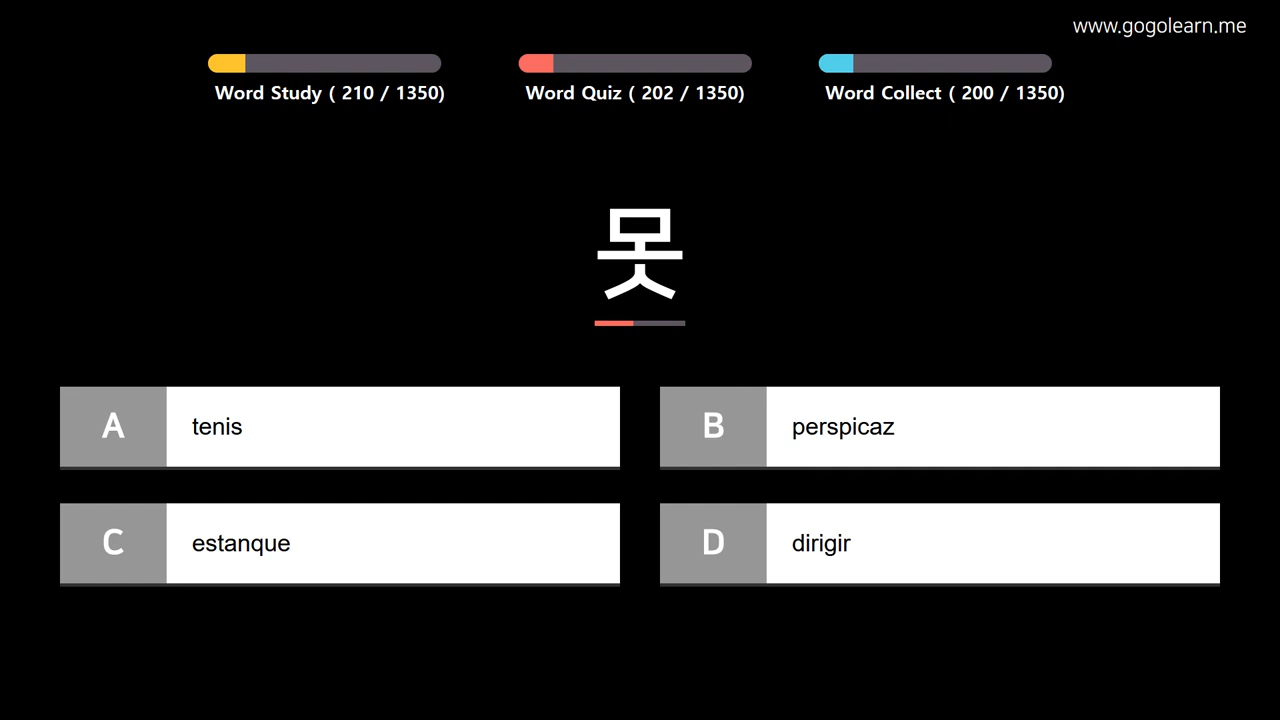 www.gogolearn.me
Word Study ( 210 / 1350)
Word Quiz ( 202 / 1350)
Word Collect ( 200 / 1350)
못
A tenis
B perspicaz
C estanque
D dirigir